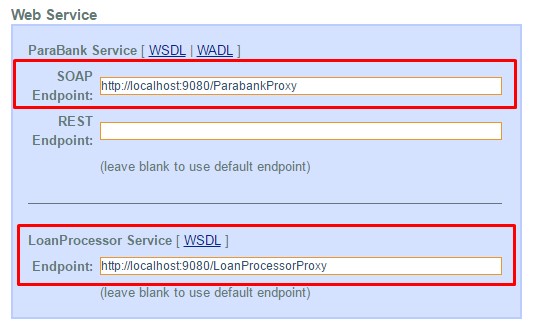 Web Service
ParaBank Service [ WSDL | WADL ]
SOAP
Endpoint: http://localhost:9080/ParabankProxy
REST
Endpoint:
(leave blank to use default endpoint)
LoanProcessor Service [ WSDL ]
Endpoint: http://localhost:9080/LoanProcessorProxy
(leave blank to use default endpoint)